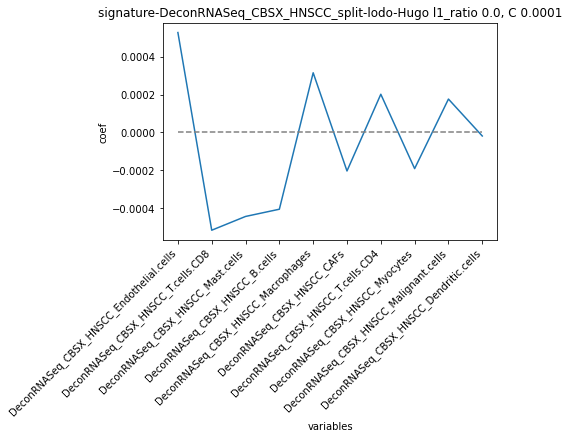 signature-DeconRNASeq_CBSX_HNSCC_split-lodo-Hugo l1_ratio 0.0, C 0.0001
0.0004
0.0002
0.0000
−0.0002
−0.0004
coef
DeconRNASeq_CBSX_HNSCC_Endothelial.cells
DeconRNASeq_CBSX_HNSCC_T.cells.CD8
DeconRNASeq_CBSX_HNSCC_Mast.cells
DeconRNASeq_CBSX_HNSCC_B.cells
DeconRNASeq_CBSX_HNSCC_Macrophages
DeconRNASeq_CBSX_HNSCC_CAFs
DeconRNASeq_CBSX_HNSCC_T.cells.CD4
DeconRNASeq_CBSX_HNSCC_Myocytes
DeconRNASeq_CBSX_HNSCC_Malignant.cells
DeconRNASeq_CBSX_HNSCC_Dendritic.cells
variables